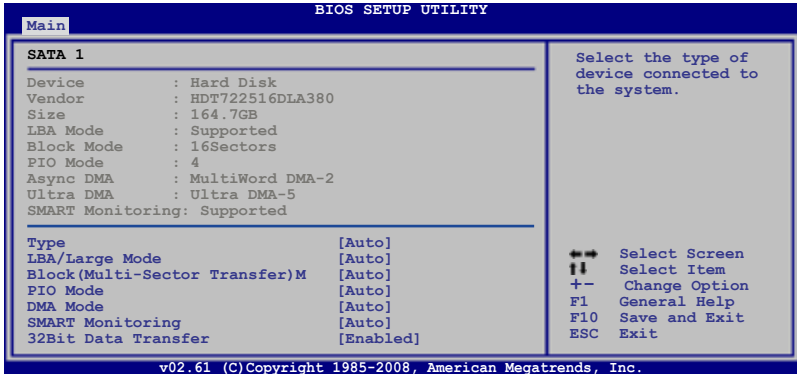 BIOS SETUP UTILITY
Main
SATA 1
Device : Hard Disk
Vendor : HDT722516DLA380
Size : 164.7GB
LBA Mode : Supported
Block Mode : 16Sectors
PIO Mode : 4
Async DMA : MultiWord DMA-2
Ultra DMA : Ultra DMA-5
SMART Monitoring: Supported
Type [Auto]
LBA/Large Mode [Auto]
Block(Multi-Sector Transfer)M [Auto]
PIO Mode [Auto]
DMA Mode [Auto]
SMART Monitoring [Auto]
32Bit Data Transfer [Enabled]
Select the type of
device connected to
the system.
←→ Select Screen
↑↓ Select Item
+- Change Option
F1 General Help
F10 Save and Exit
ESC Exit
v02.61 (C)Copyright 1985-2008, American Megatrends, Inc.